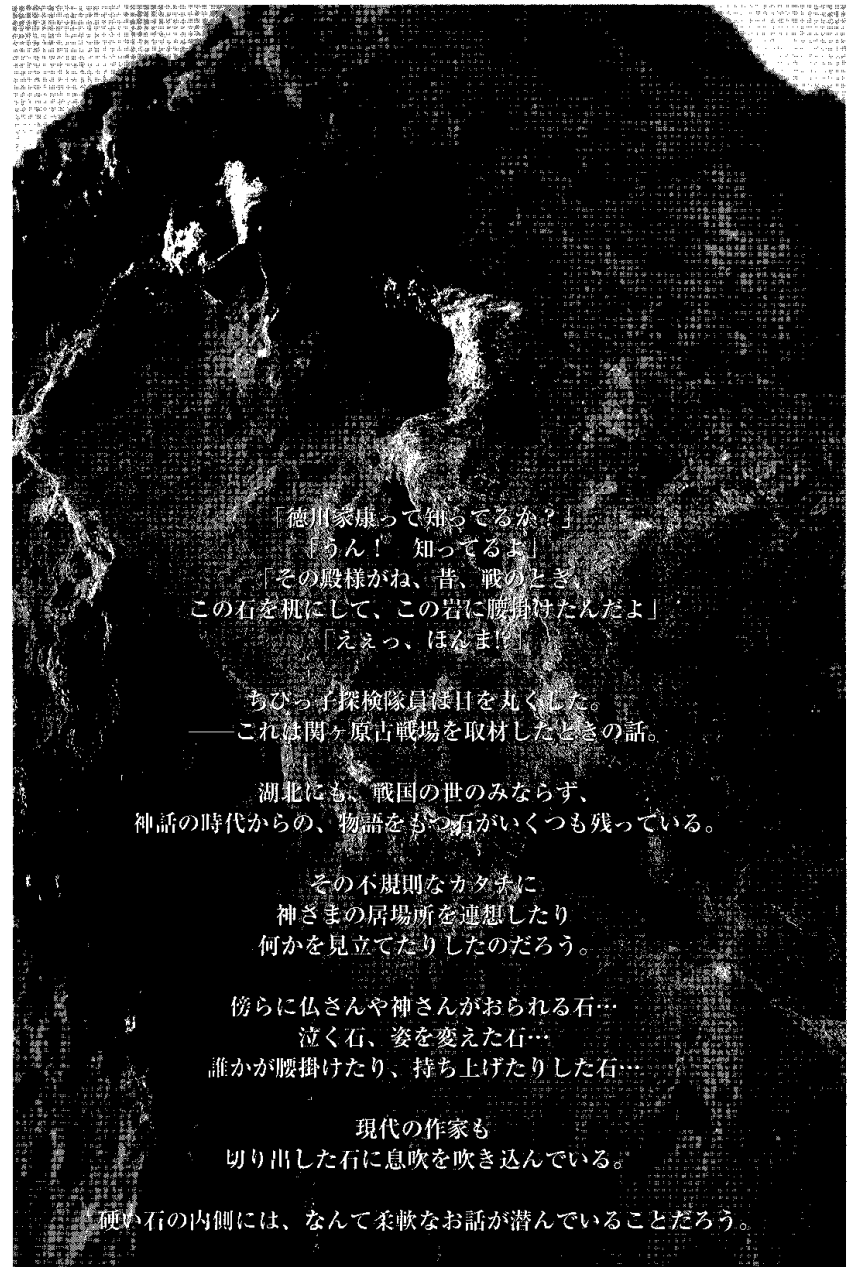 「徳川家康って知ってるか？」
「うん！　知ってるよ」
「その殿様がね、昔、戦のとき、
この石を机にして、この岩に腰掛けたんだよ」
「えぇっ、ほんま!?」
ちびっ子探検隊員は目を丸くした。
――これは関ヶ原古戦場を取材したときの話。
湖北にも、戦国の世のみならず、
神話の時代からの、物語をもつ石がいくつも残っている。
その不規則なカタチに
神さまの居場所を連想したり
何かを見立てたりしたのだろう。
傍らに仏さんや神さんがおられる石…
泣く石、姿を変えた石…
誰かが腰掛けたり、持ち上げたりした石…
現代の作家も
切り出した石に息吹を吹き込んでいる。
硬い石の内側には、なんて柔軟なお話が潜んでいることだろう。